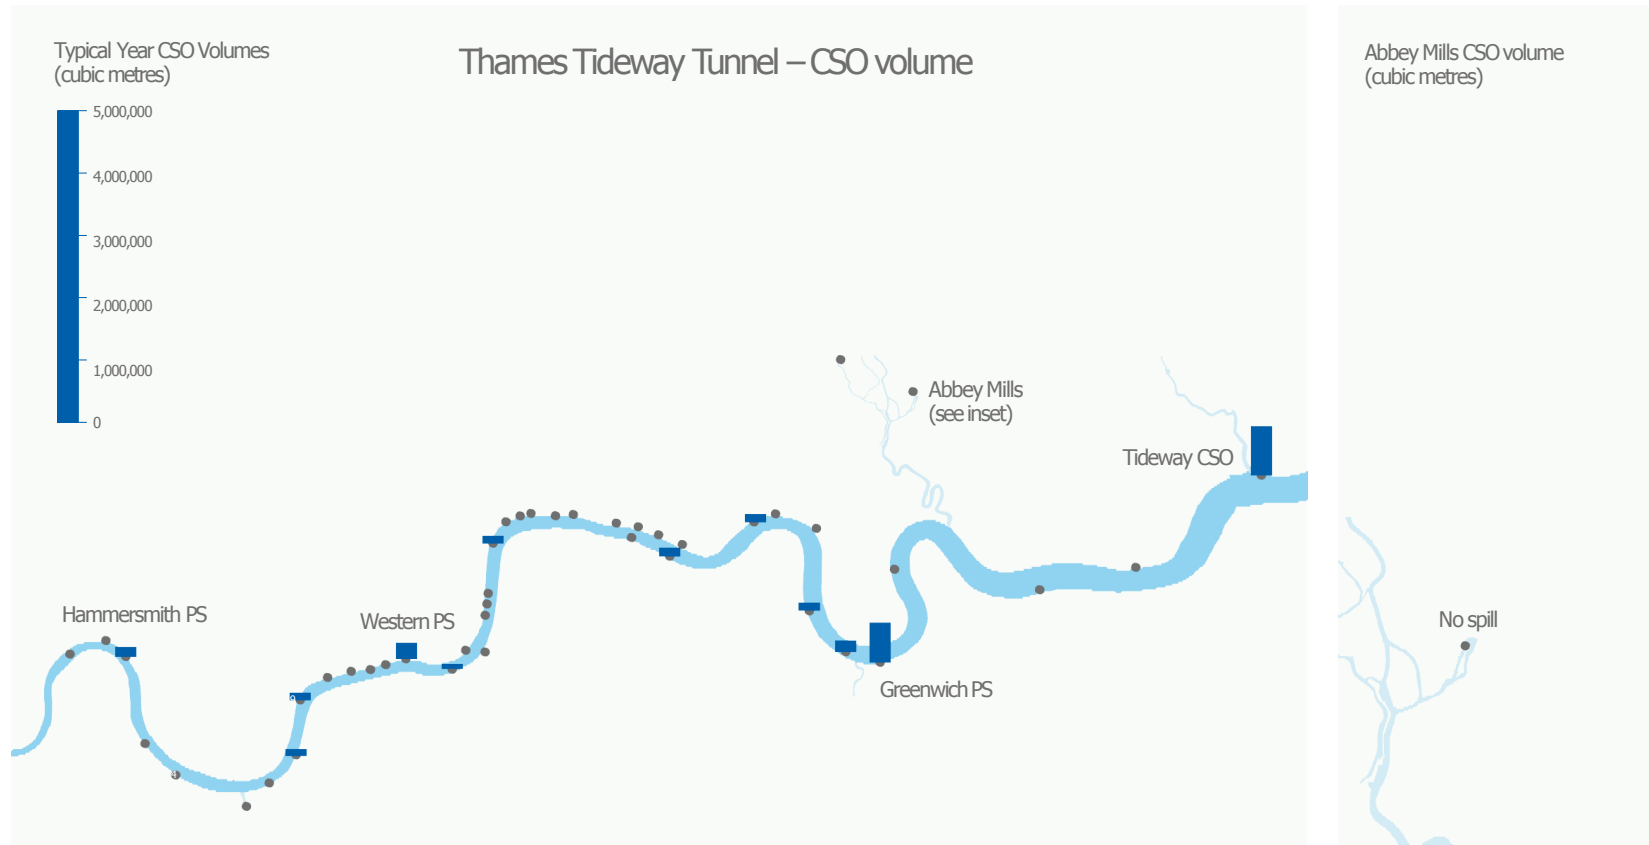 Typical Year CSO Volumes
(cubic metres)
Thames Tideway Tunnel – CSO volume
Abbey Mills CSO volume
(cubic metres)
5,000,000
4,000,000
3,000,000
2,000,000
1,000,000
0
Abbey Mills
(see inset)
Tideway CSO
Hammersmith PS
Western PS
Greenwich PS
No spill